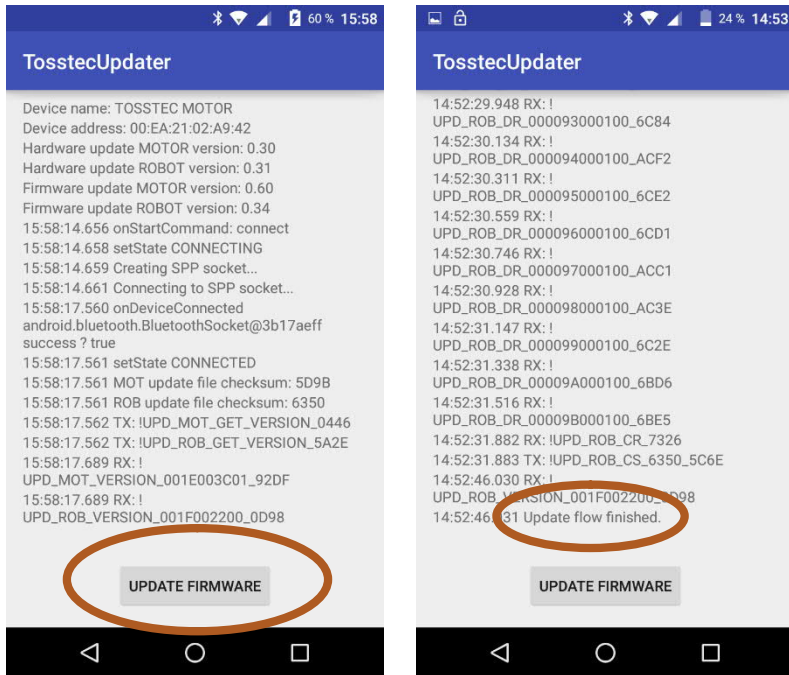 60 % 15:58
TosstecUpdater
Device name: TOSSTEC MOTOR
Device address: 00:EA:21:02:A9:42
Hardware update MOTOR version: 0.30
Hardware update ROBOT version: 0.31
Firmware update MOTOR version: 0.60
Firmware update ROBOT version: 0.34
15:58:14.656 onStartCommand: connect
15:58:14.658 setState CONNECTING
15:58:14.659 Creating SPP socket...
15:58:14.661 Connecting to SPP socket...
15:58:17.560 onDeviceConnected
android.bluetooth.BluetoothSocket@3b17aeff
success ? true
15:58:17.561 setState CONNECTED
15:58:17.561 MOT update file checksum: 5D9B
15:58:17.561 ROB update file checksum: 6350
15:58:17.562 TX: !UPD_MOT_GET_VERSION_0446
15:58:17.562 TX: !UPD_ROB_GET_VERSION_5A2E
15:58:17.689 RX: !
UPD_MOT_VERSION_001E003C01_92DF
15:58:17.689 RX: !
UPD_ROB_VERSION_001F002200_0D98
UPDATE FIRMWARE
24 % 14:53
TosstecUpdater
14:52:29.948 RX: !
UPD_ROB_DR_000093000100_6C84
14:52:30.134 RX: !
UPD_ROB_DR_000094000100_ACF2
14:52:30.311 RX: !
UPD_ROB_DR_000095000100_6CE2
14:52:30.559 RX: !
UPD_ROB_DR_000096000100_6CD1
14:52:30.746 RX: !
UPD_ROB_DR_000097000100_ACC1
14:52:30.928 RX: !
UPD_ROB_DR_000098000100_AC3E
14:52:31.147 RX: !
UPD_ROB_DR_000099000100_6C2E
14:52:31.338 RX: !
UPD_ROB_DR_00009A000100_6BD6
14:52:31.516 RX: !
UPD_ROB_DR_00009B000100_6BE5
14:52:31.882 RX: !UPD_ROB_CR_7326
14:52:31.883 TX: !UPD_ROB_CS_6350_5C6E
14:52:46.030 RX: !
UPD_ROB_VERSION_001F002200_0D98
Update flow finished.
UPDATE FIRMWARE